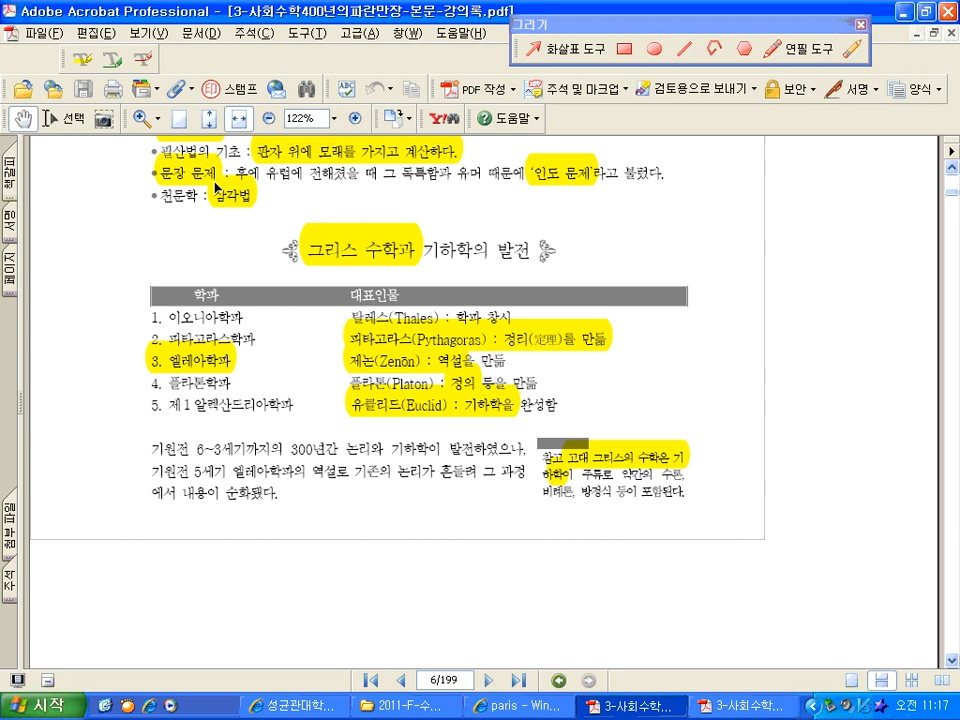 Adobe Acrobat Professional - [3-사회수학400년의파란만장-본문-강의록.pdf]
그리기
파일(F) 편집(E) 보기(V) 문서(D) 주석(C) 도구(T) 고급(A) 창(W) 도움말(H)
화살표 도구 연필 도구
스탬프 PDF 작성 주석 및 마크업 검토용으로 보내기 보안 서명 양식
선택 122% Y! 도움말
책갈피
서명
페이지
첨부 파일
주석
•필산법의 기초 : 판자 위에 모래를 가지고 계산하다.
•문장 문제 : 후에 유럽에 전해졌을 때 그 독특함과 유머 때문에 ‘인도 문제’라고 불렀다.
•천문학 : 삼각법
그리스 수학과 기하학의 발전
학파 대표인물
1. 이오니아학파 탈레스(Thales) : 학파 창시
2. 피타고라스학파 피타고라스(Pythagoras) : 정리(定理)를 만듦
3. 엘레아학파 제논(Zenōn) : 역설을 만듦
4. 플라톤학파 플라톤(Platon) : 정의 등을 만듦
5. 제1알렉산드리아학파 유클리드(Euclid) : 기하학을 완성함
기원전 6~3세기까지의 300년간 논리와 기하학이 발전하였으나,
기원전 5세기 엘레아학파의 역설로 기존의 논리가 흔들려 그 과정
에서 내용이 순화됐다.
참고 고대 그리스의 수학은 기
하학이 주류로 약간의 수론,
비례론, 방정식 등이 포함된다.
6/199
시작 성균관대학... 2011-F-수... paris - Win... 3-사회수학... 3-사회수학... 오전 11:17